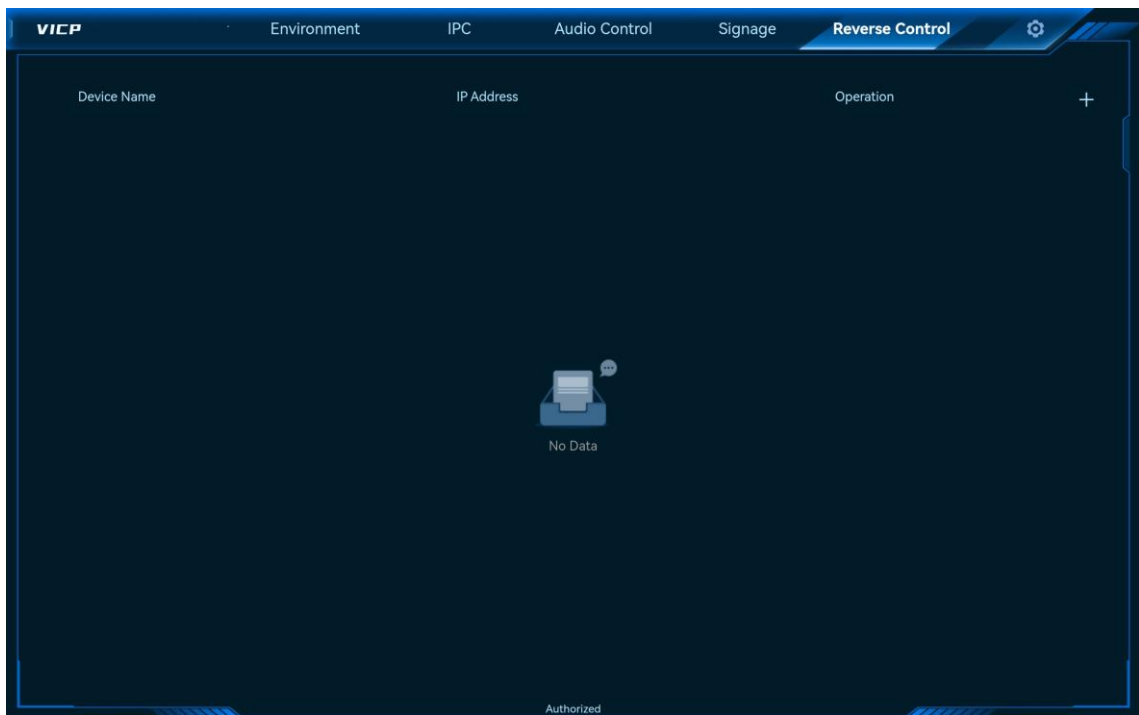 VICP Environment IPC Audio Control Signage Reverse Control
Device Name IP Address Operation +
No Data
Authorized